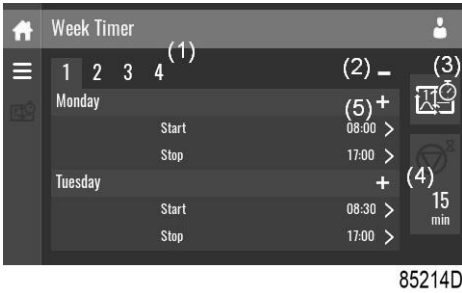 Week Timer
(1)
1 2 3 4 (2) − (3)
Monday (5) +
Start 08:00 >
Stop 17:00 >
Tuesday + (4)
Start 08:30 >
Stop 17:00 >
15
min
85214D